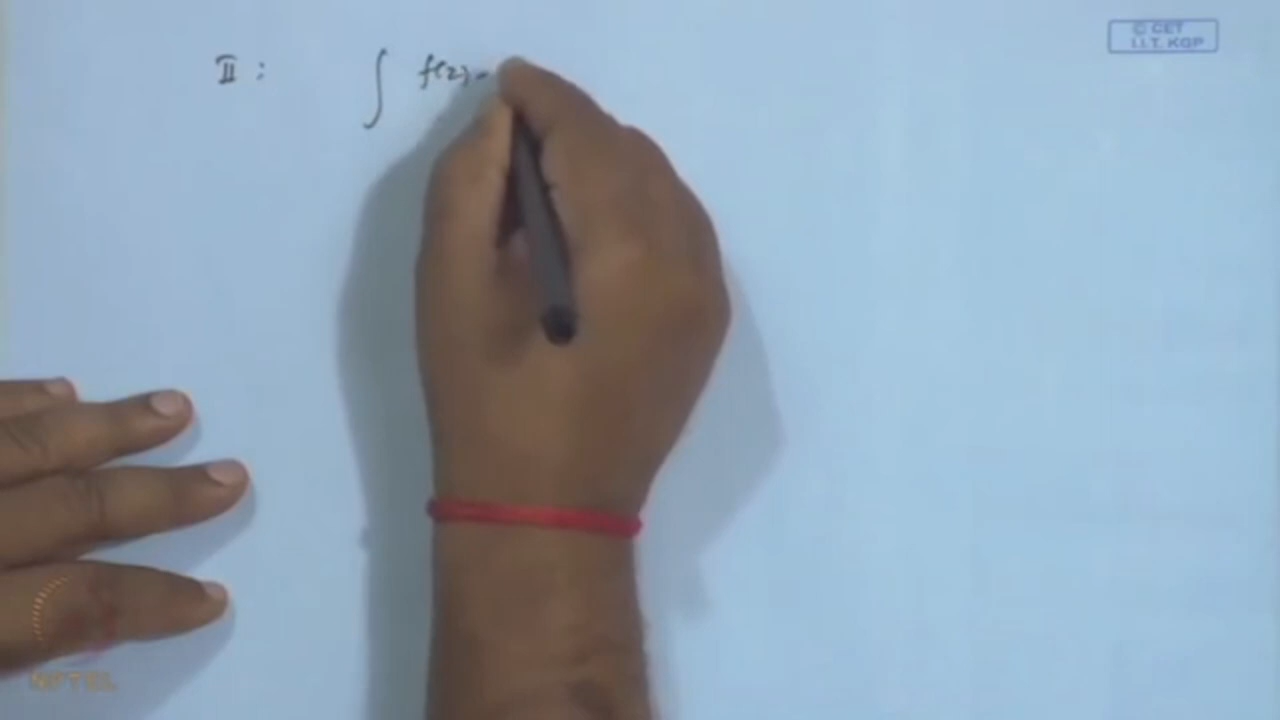 II : ∫ f(z)
© CET
I.I.T. KGP
NPTEL